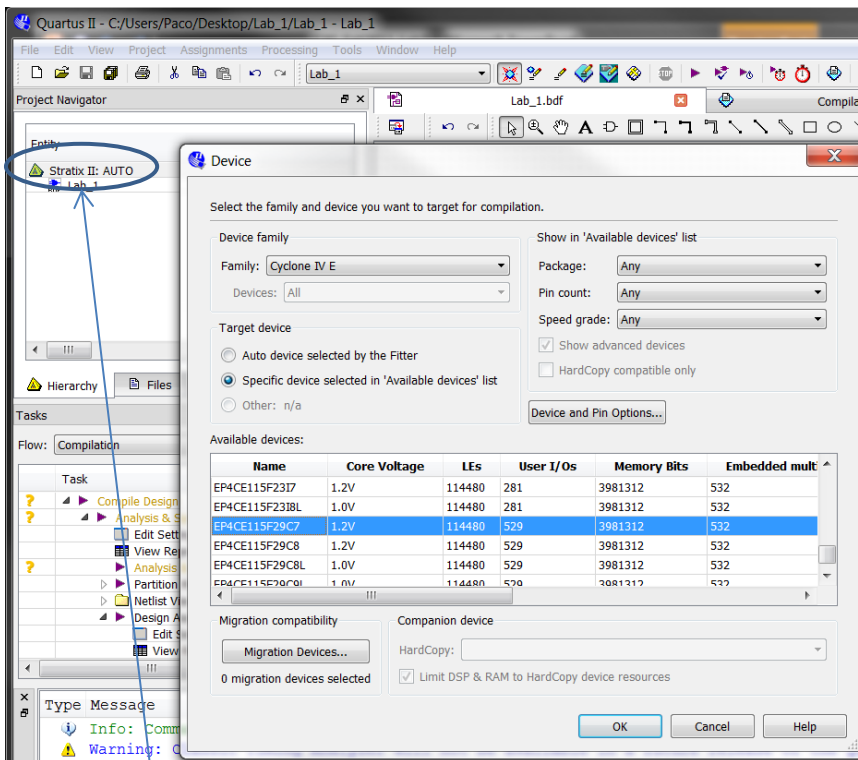 Quartus II - C:/Users/Paco/Desktop/Lab_1/Lab_1 - Lab_1
File Edit View Project Assignments Processing Tools Window Help
Lab_1
Project Navigator
Lab_1.bdf
Compila
Entity
Stratix II: AUTO
Lab_1
Hierarchy
Files
Tasks
Flow: Compilation
Task
Compile Design
Analysis & S
Edit Sett
View Rep
Analysis
Partition
Netlist Vi
Design A
Edit S
View
Type Message
Info: Comm
Warning:
Device
X
Select the family and device you want to target for compilation.
Device family
Family: Cyclone IV E
Devices: All
Target device
Auto device selected by the Fitter
Specific device selected in 'Available devices' list
Other: n/a
Show in 'Available devices' list
Package: Any
Pin count: Any
Speed grade: Any
Show advanced devices
HardCopy compatible only
Device and Pin Options...
Available devices:
Name Core Voltage LEs User I/Os Memory Bits Embedded multi
EP4CE115F23I7 1.2V 114480 281 3981312 532
EP4CE115F23I8L 1.0V 114480 281 3981312 532
EP4CE115F29C7 1.2V 114480 529 3981312 532
EP4CE115F29C8 1.2V 114480 529 3981312 532
EP4CE115F29C8L 1.0V 114480 529 3981312 532
EP4CE115F29C9L 1.0V 114480 529 3981312 532
Migration compatibility
Migration Devices...
0 migration devices selected
Companion device
HardCopy:
Limit DSP & RAM to HardCopy device resources
OK
Cancel
Help